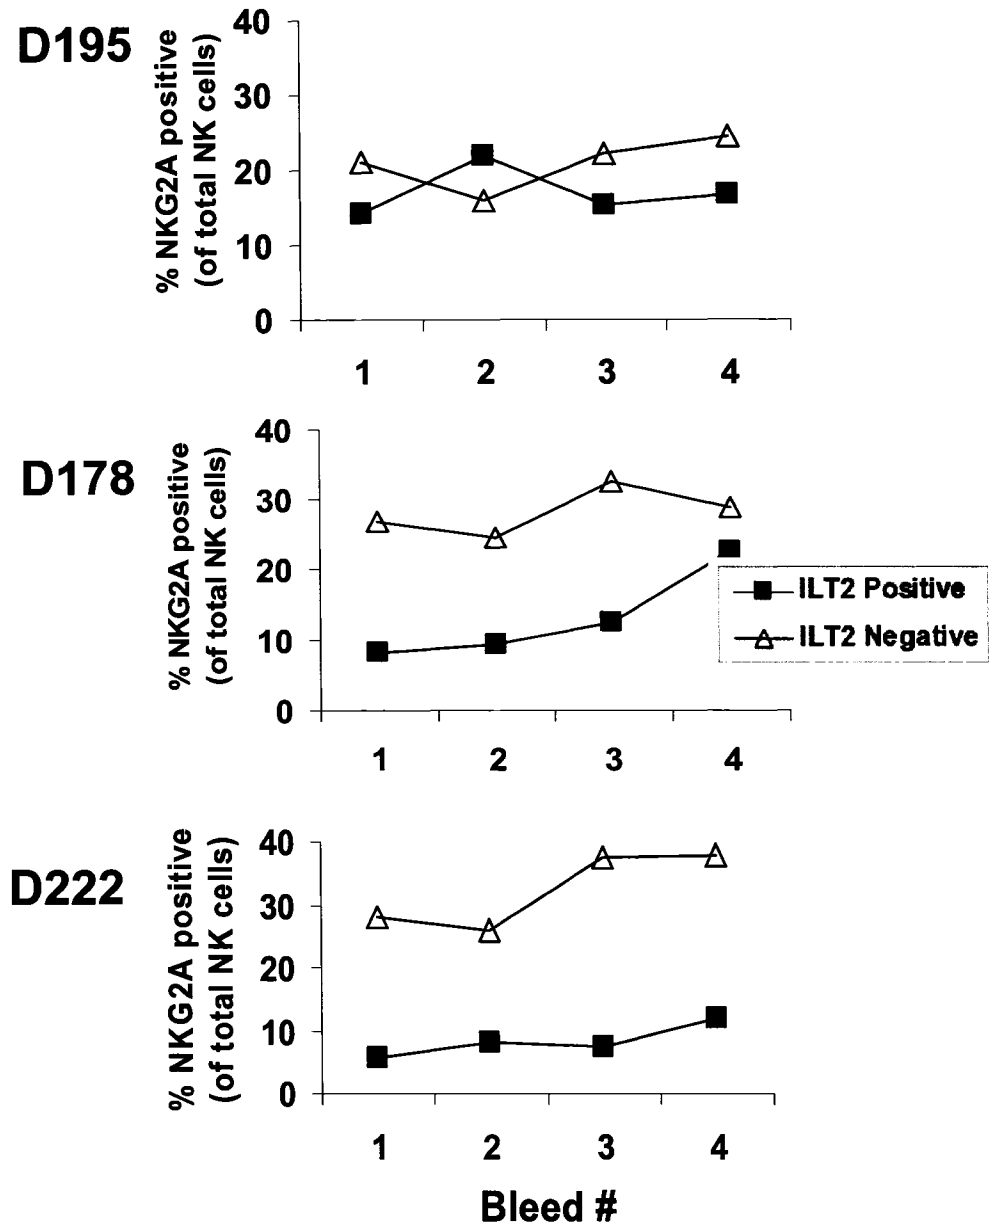 D195
% NKG2A positive
(of total NK cells)
40
30
20
10
0
1 2 3 4
D178
% NKG2A positive
(of total NK cells)
40
30
20
10
0
1 2 3 4
ILT2 Positive
ILT2 Negative
D222
% NKG2A positive
(of total NK cells)
40
30
20
10
0
1 2 3 4
Bleed #